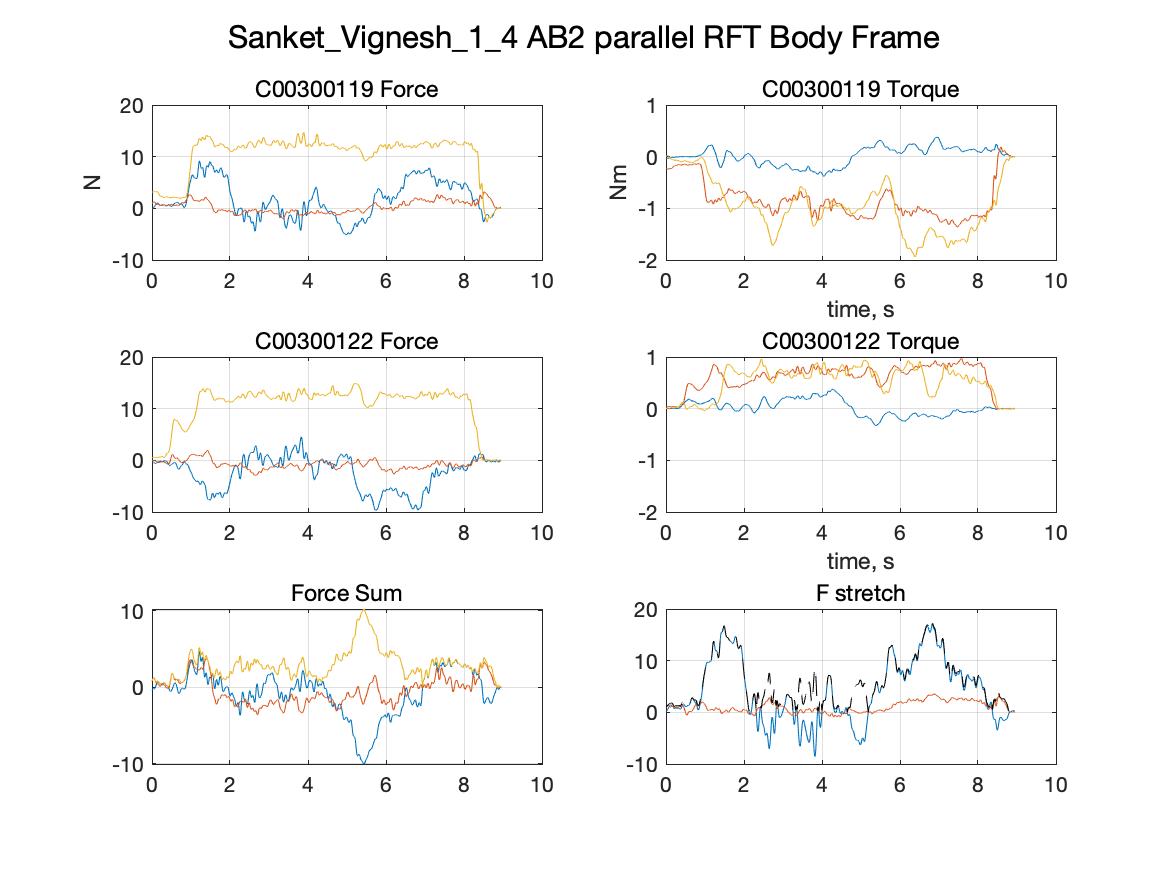 Sanket_Vignesh_1_4 AB2 parallel RFT Body Frame
C00300119 Force
20
10
0
-10
N
0 2 4 6 8 10
C00300119 Torque
1
0
-1
-2
Nm
0 2 4 6 8 10
time, s
C00300122 Force
20
10
0
-10
0 2 4 6 8 10
C00300122 Torque
1
0
-1
-2
0 2 4 6 8 10
time, s
Force Sum
10
0
-10
0 2 4 6 8 10
F stretch
20
10
0
-10
0 2 4 6 8 10